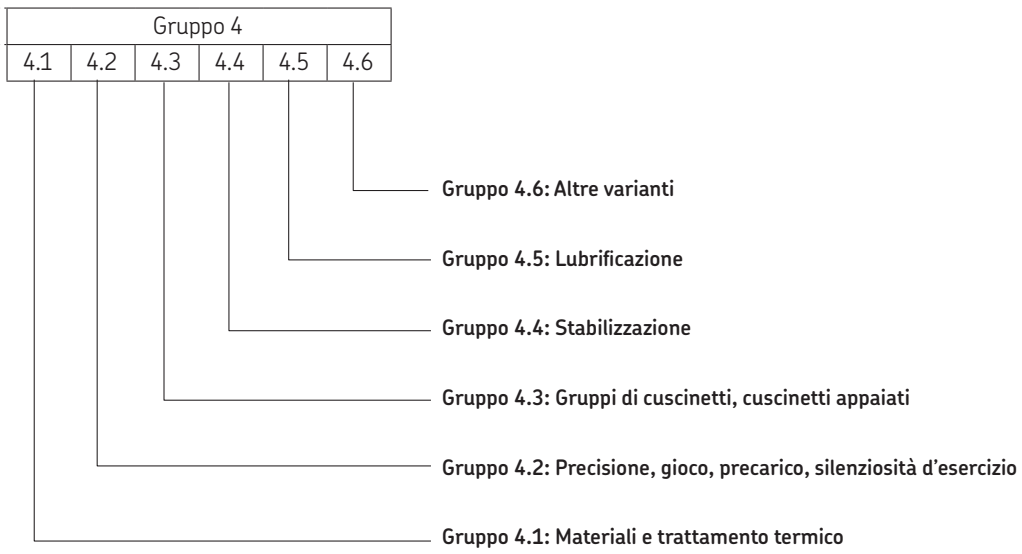 Gruppo 4
4.1 4.2 4.3 4.4 4.5 4.6
Gruppo 4.6: Altre varianti
Gruppo 4.5: Lubrificazione
Gruppo 4.4: Stabilizzazione
Gruppo 4.3: Gruppi di cuscinetti, cuscinetti appaiati
Gruppo 4.2: Precisione, gioco, precarico, silenziosità d’esercizio
Gruppo 4.1: Materiali e trattamento termico